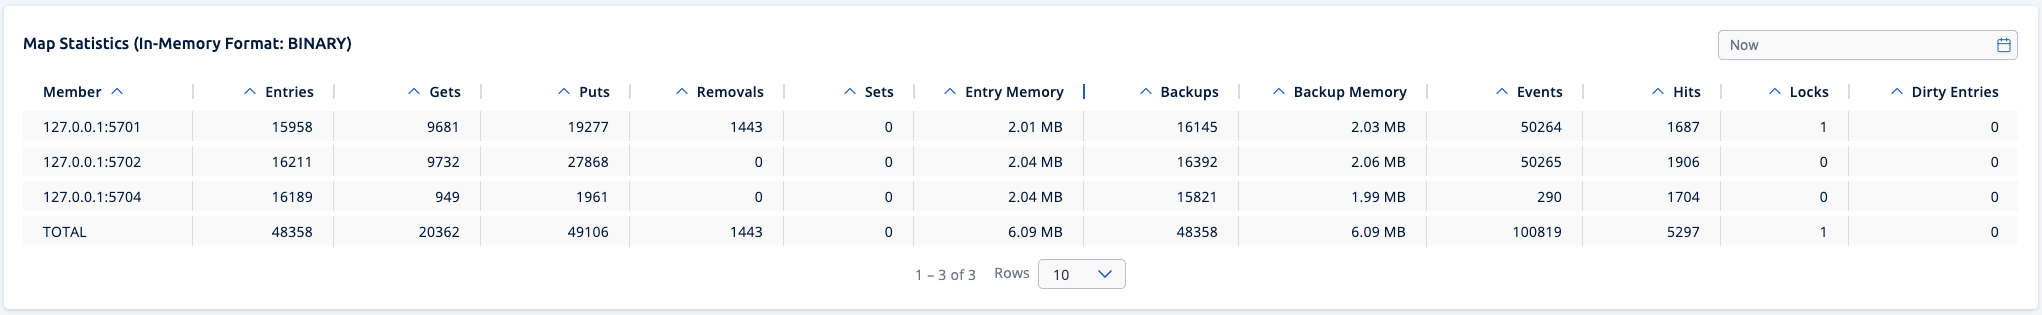 Map Statistics (In-Memory Format: BINARY)
Now
Member Entries Gets Puts Removals Sets Entry Memory Backups Backup Memory Events Hits Locks Dirty Entries
127.0.0.1:5701 15958 9681 19277 1443 0 2.01 MB 16145 2.03 MB 50264 1687 1 0
127.0.0.1:5702 16211 9732 27868 0 0 2.04 MB 16392 2.06 MB 50265 1906 0 0
127.0.0.1:5704 16189 949 1961 0 0 2.04 MB 15821 1.99 MB 290 1704 0 0
TOTAL 48358 20362 49106 1443 0 6.09 MB 48358 6.09 MB 100819 5297 1 0
1 – 3 of 3 Rows 10